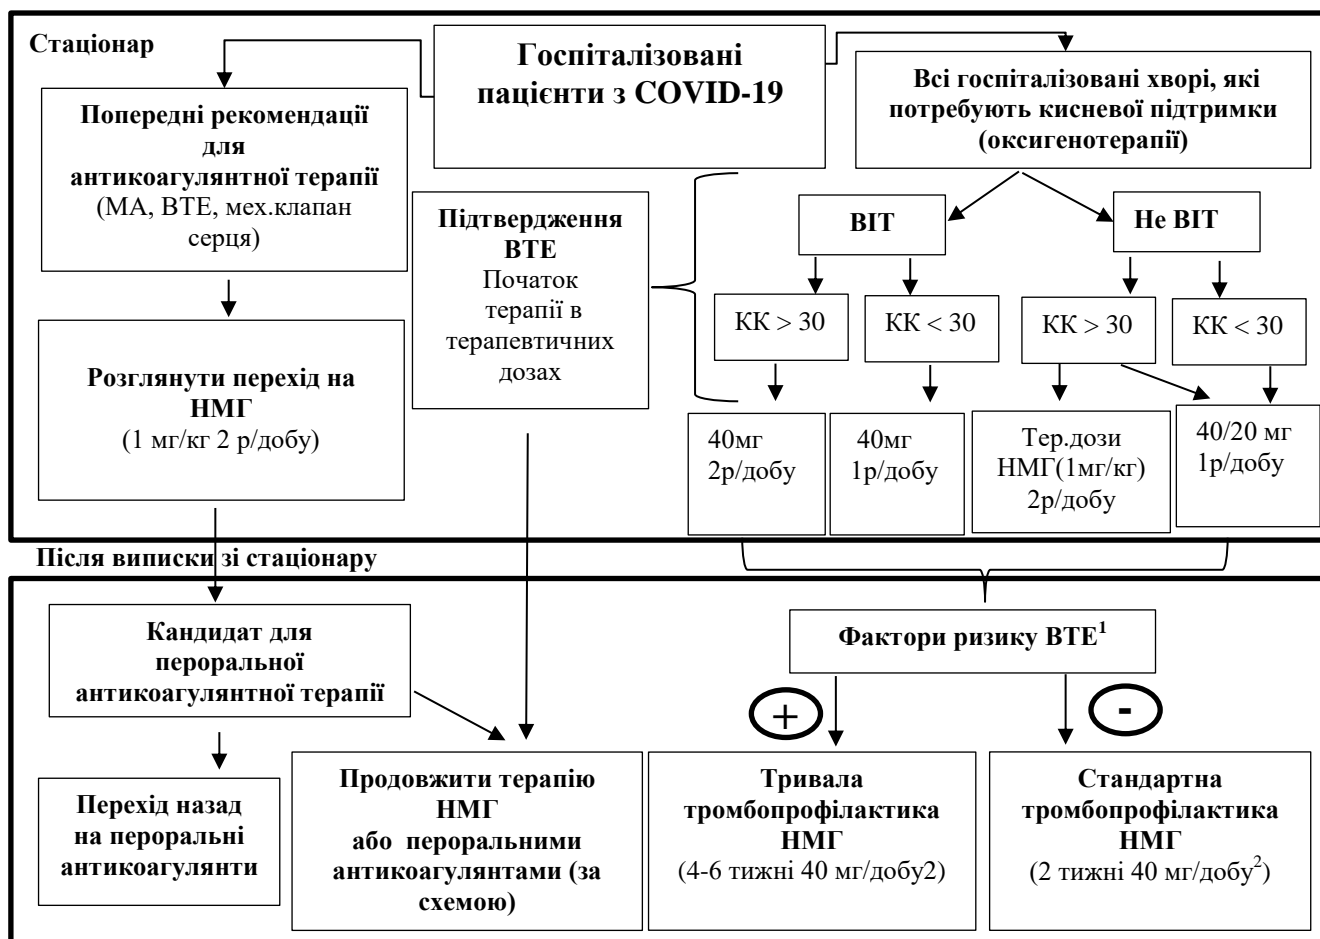 Стаціонар
Госпіталізовані
пацієнти з COVID-19
Попередні рекомендації
для
антикоагулянтної терапії
(МА, ВТЕ, мех.клапан
серця)
Всі госпіталізовані хворі, які
потребують кисневої підтримки
(оксигенотерапії)
Підтвердження
ВТЕ
Початок
терапії в
терапевтичних
дозах
ВІТ
Не ВІТ
КК > 30
КК < 30
КК > 30
КК < 30
Розглянути перехід на
НМГ
(1 мг/кг 2 р/добу)
40мг
2р/добу
40мг
1р/добу
Тер.дози
НМГ(1мг/кг)
2р/добу
40/20 мг
1р/добу
Після виписки зі стаціонару
Кандидат для
пероральної
антикоагулянтної терапії
Фактори ризику ВТЕ¹
+
-
Перехід назад
на пероральні
антикоагулянти
Продовжити терапію
НМГ
або пероральними
антикоагулянтами (за
схемою)
Тривала
тромбопрофілактика
НМГ
(4-6 тижні 40 мг/добу2)
Стандартна
тромбопрофілактика
НМГ
(2 тижні 40 мг/добу²)